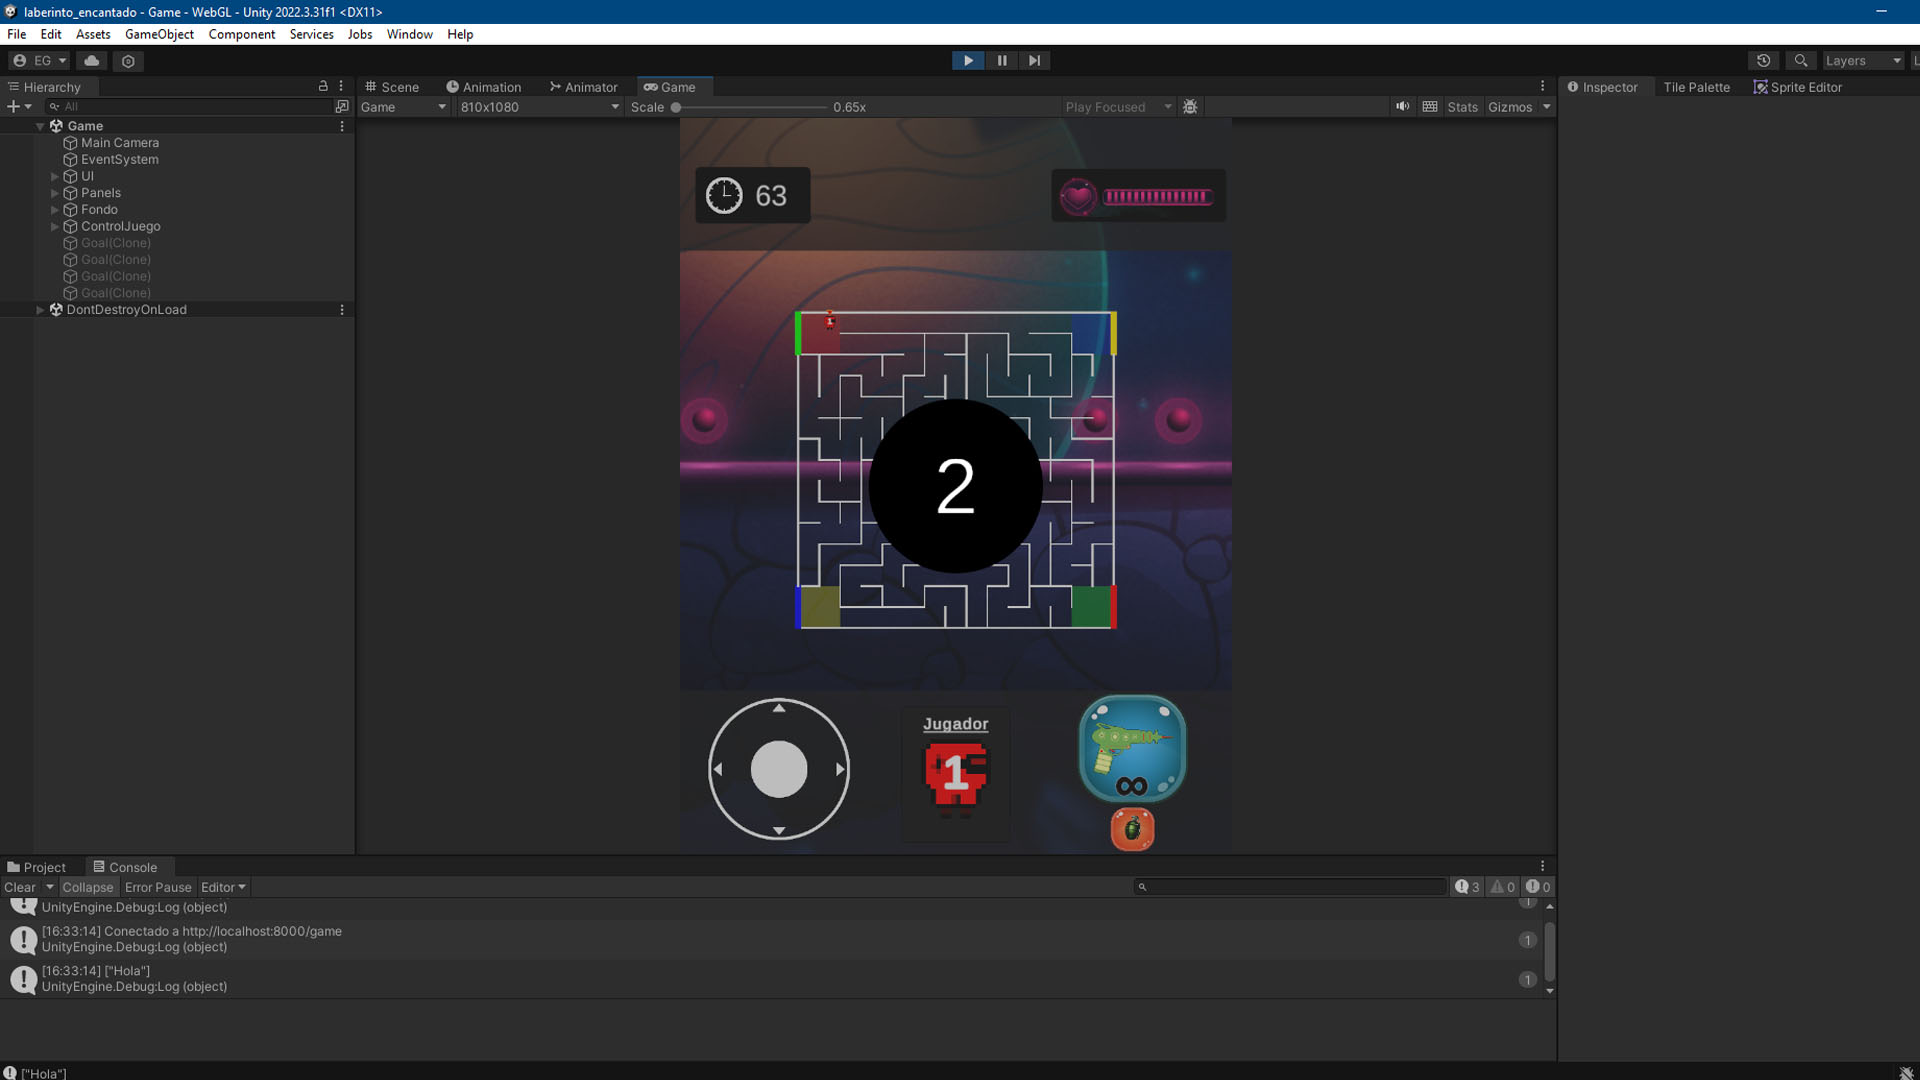 laberinto_encantado - Game - WebGL - Unity 2022.3.31f1 <DX11>
File Edit Assets GameObject Component Services Jobs Window Help
EG
Layers
Hierarchy
Scene Animation Animator Game
Inspector Tile Palette Sprite Editor
All
Game 810x1080 Scale 0.65x Play Focused Stats Gizmos
Game
Main Camera
EventSystem
UI
Panels
Fondo
ControlJuego
Goal(Clone)
Goal(Clone)
Goal(Clone)
Goal(Clone)
DontDestroyOnLoad
63
2
Jugador
1
∞
Project Console
Clear Collapse Error Pause Editor
3 0 0
UnityEngine.Debug:Log (object)
1
[16:33:14] Conectado a http://localhost:8000/game
UnityEngine.Debug:Log (object)
1
[16:33:14] ["Hola"]
UnityEngine.Debug:Log (object)
1
["Hola"]